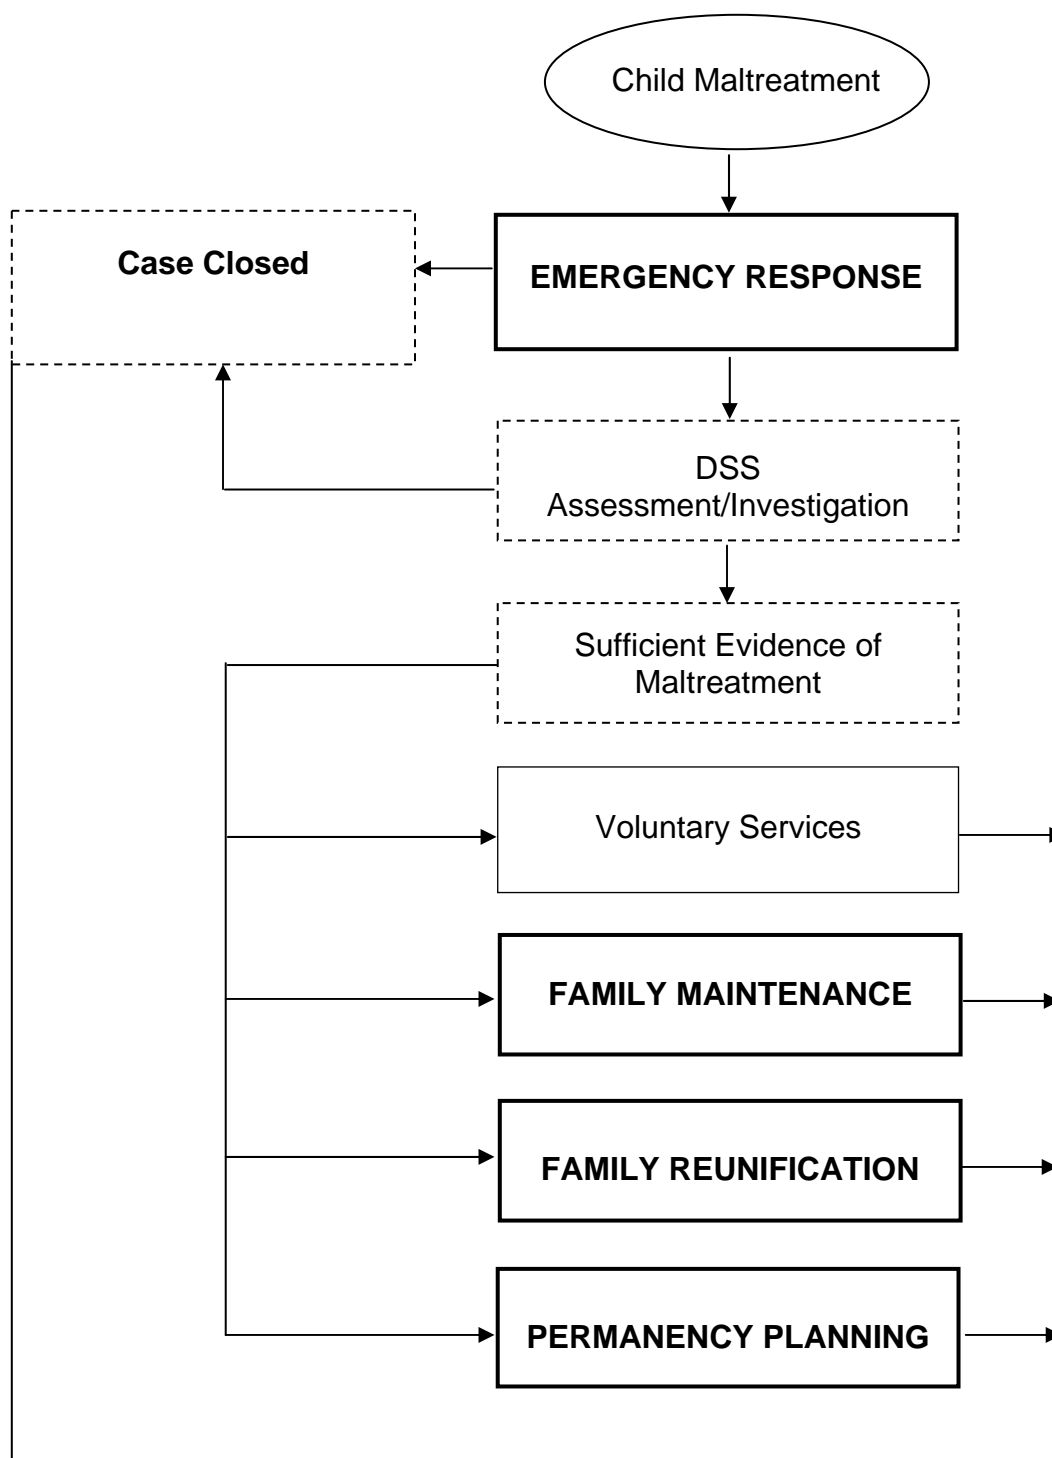 Child Maltreatment
Case Closed
EMERGENCY RESPONSE
DSS
Assessment/Investigation
Sufficient Evidence of
Maltreatment
Voluntary Services
FAMILY MAINTENANCE
FAMILY REUNIFICATION
PERMANENCY PLANNING